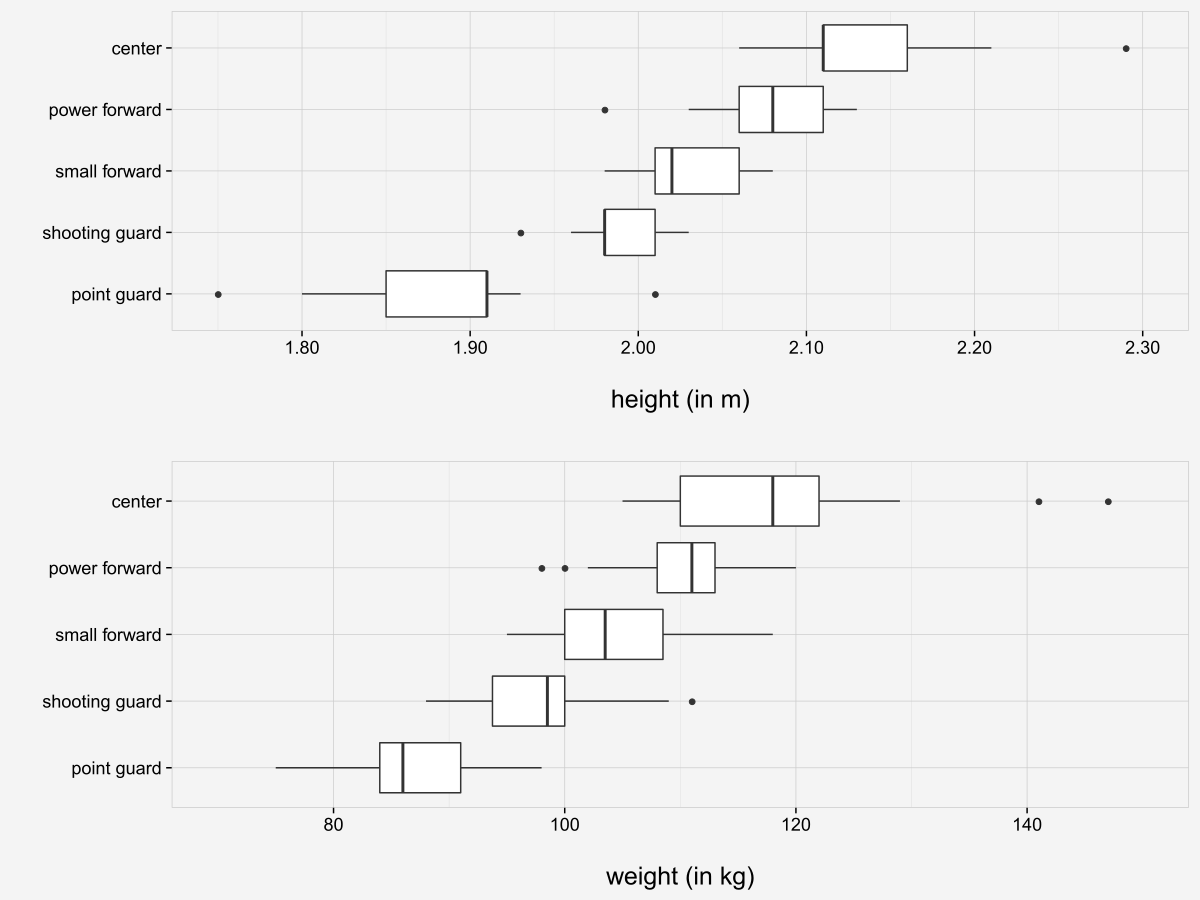 center
power forward
small forward
shooting guard
point guard
1.80 1.90 2.00 2.10 2.20 2.30
height (in m)
center
power forward
small forward
shooting guard
point guard
80 100 120 140
weight (in kg)